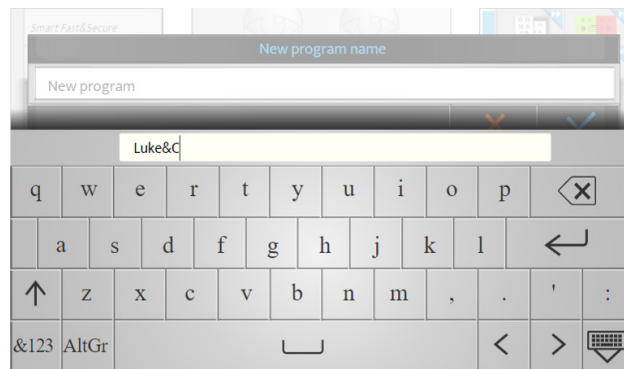 Smart Fast&Secure
New program name
New program
Luke&C
q w e r t y u i o p
a s d f g h j k l
z x c v b n m , . ' :
&123 AltGr < >